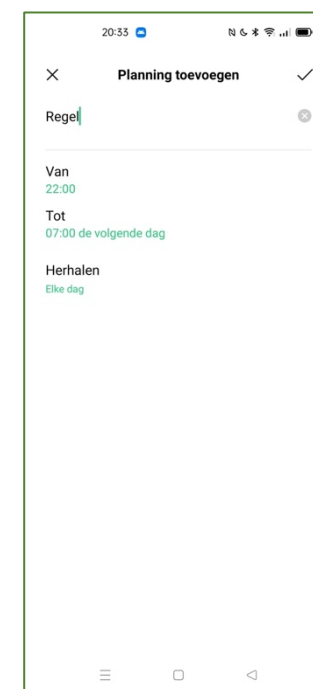 20:33
Planning toevoegen
Regel
Van
22:00
Tot
07:00 de volgende dag
Herhalen
Elke dag